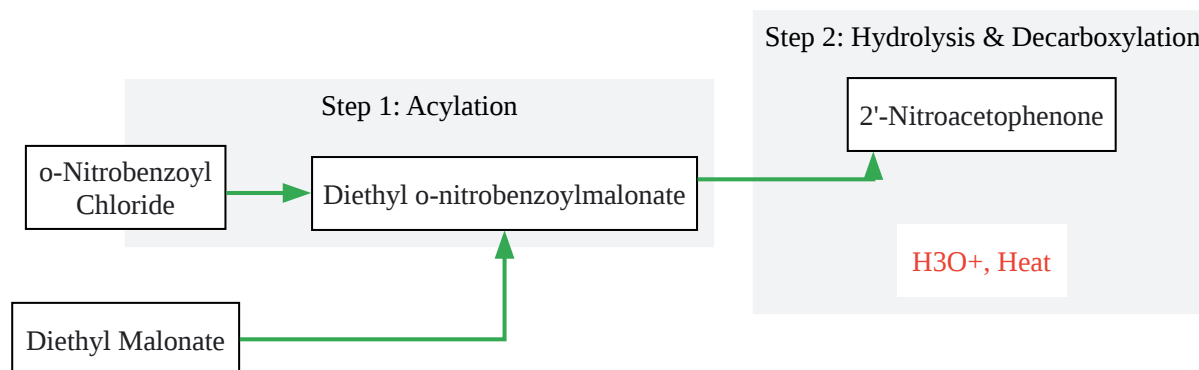 Step 2: Hydrolysis & Decarboxylation
2'-Nitroacetophenone
Step 1: Acylation
o-Nitrobenzoyl
Chloride
Diethyl o-nitrobenzoylmalonate
H3O+, Heat
Diethyl Malonate